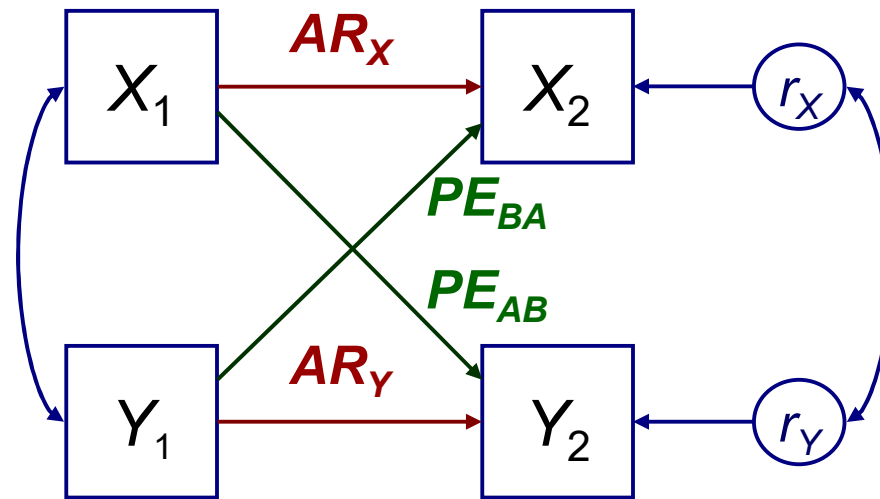 AR_X
X_1
X_2
r_X
PE_BA
PE_AB
AR_Y
Y_1
Y_2
r_Y